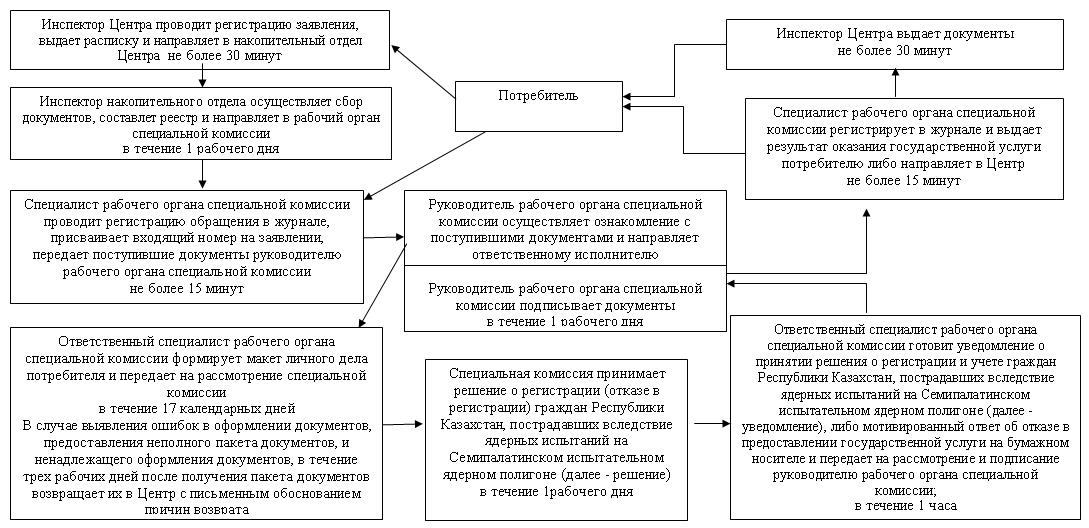 Инспектор Центра проводит регистрацию заявления,
выдает расписку и направляет в накопительный отдел
Центра не более 30 минут
Инспектор Центра выдает документы
не более 30 минут
Потребитель
Инспектор накопительного отдела осуществляет сбор
документов, составлет реестр и направляет в рабочий орган
специальной комиссии
в течение 1 рабочего дня
Специалист рабочего органа специальной
комиссии регистрирует в журнале и выдает
результат оказания государственной услуги
потребителю либо направляет в Центр
не более 15 минут
Специалист рабочего органа специальной комиссии
проводит регистрацию обращения в журнале,
присваивает входящий номер на заявлении,
передает поступившие документы руководителю
рабочего органа специальной комиссии
не более 15 минут
Руководитель рабочего органа специальной
комиссии осуществляет ознакомление с
поступившими документами и направляет
ответственному исполнителю
Руководитель рабочего органа специальной
комиссии подписывает документы
в течение 1 рабочего дня
Ответственный специалист рабочего органа
специальной комиссии формирует макет личного дела
потребителя и передает на рассмотрение специальной
комиссии
в течение 17 календарных дней
В случае выявления ошибок в оформлении документов,
предоставления неполного пакета документов, и
ненадлежащего оформления документов, в течение
трех рабочих дней после получения пакета документов
возвращает их в Центр с письменным обоснованием
причин возврата
Специальная комиссия принимает
решение о регистрации (отказе в
регистрации) граждан Республики
Казахстан, пострадавших вследствие
ядерных испытаний на
Семипалатинском испытательном
ядерном полигоне (далее - решение)
в течение 1рабочего дня
Ответственный специалист рабочего органа
специальной комиссии готовит уведомление о
принятии решения о регистрации и учете граждан
Республики Казахстан, пострадавших вследствие
ядерных испытаний на Семипалатинском
испытательном ядерном полигоне (далее -
уведомление), либо мотивированный ответ об отказе в
предоставлении государственной услуги на бумажном
носителе и передает на рассмотрение и подписание
руководителю рабочего органа специальной
комиссии;
в течение 1 часа